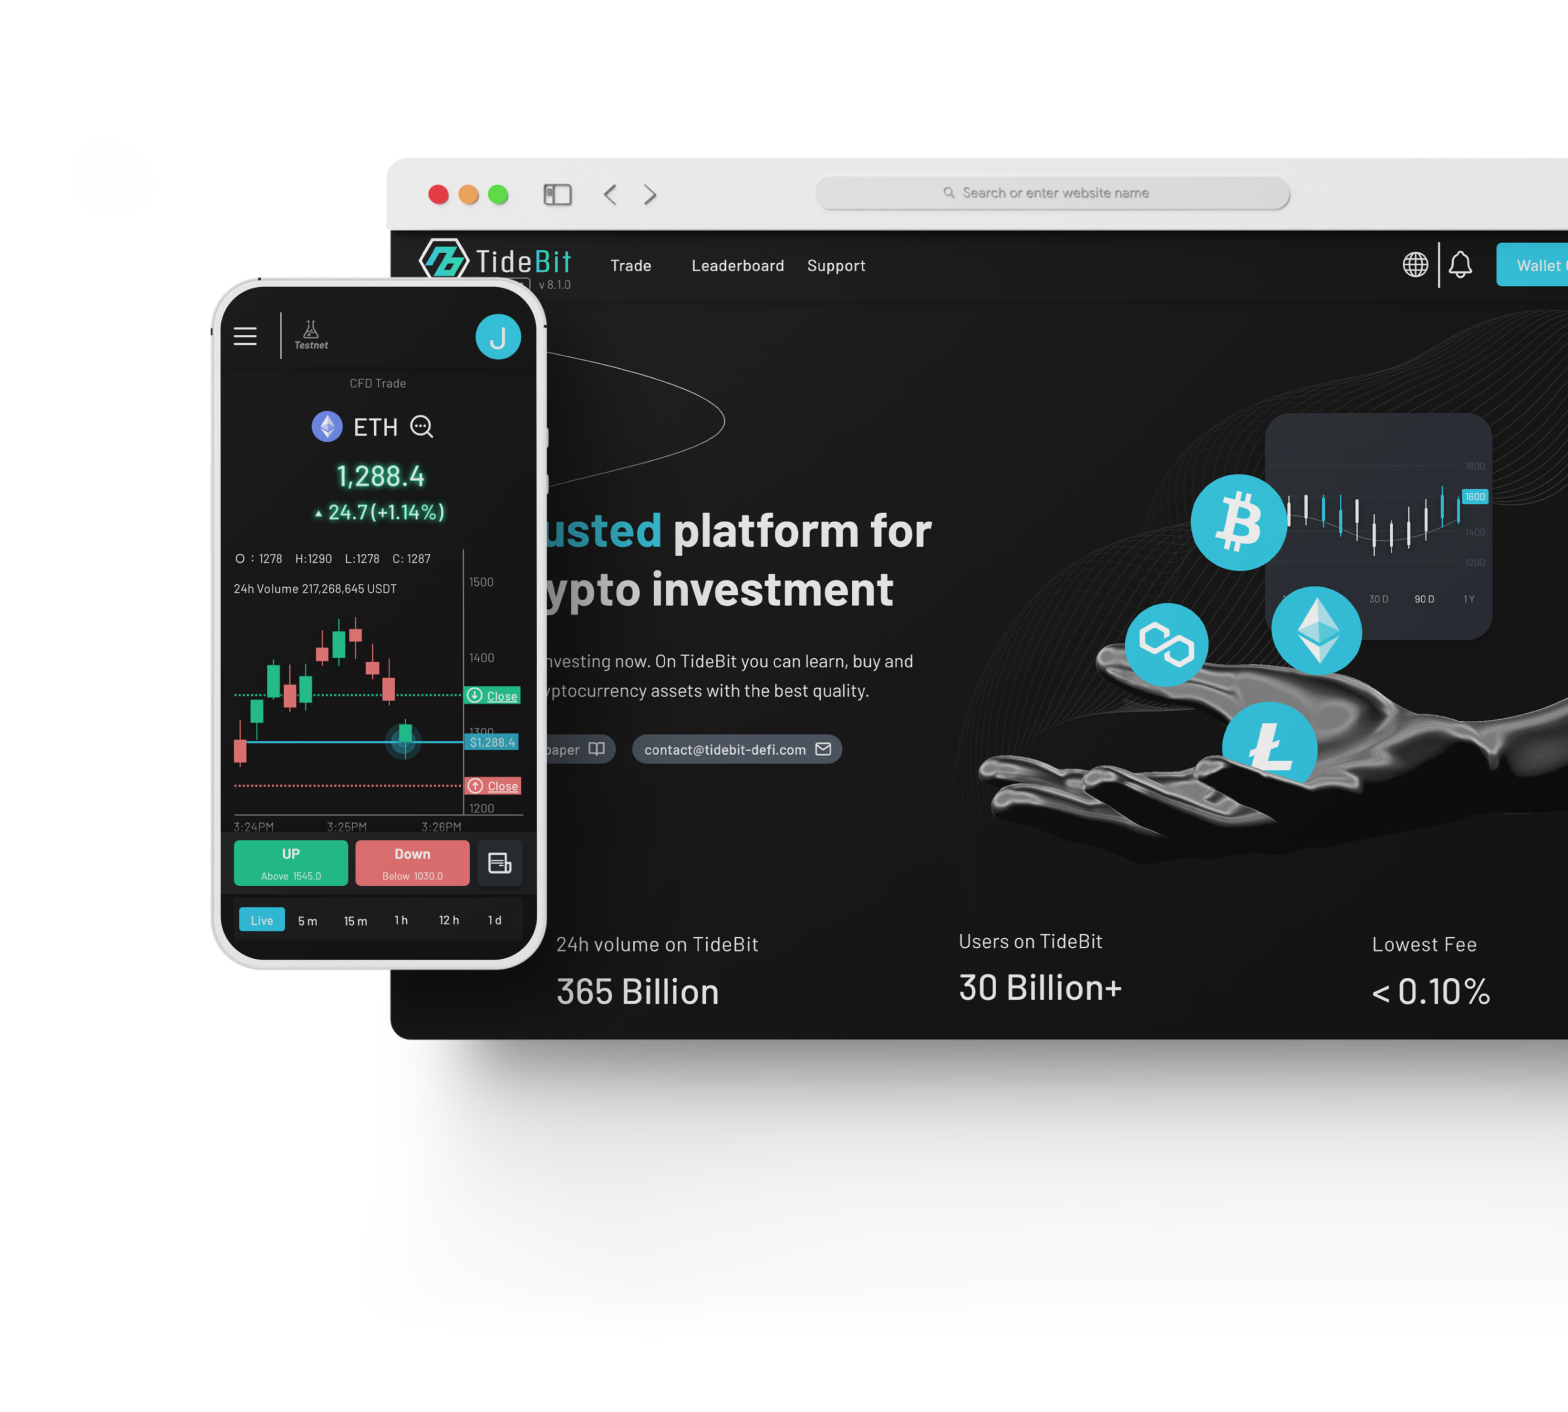 Search or enter website name
TideBit
v 8.1.0
Trade
Leaderboard
Support
Wallet
Testnet
J
CFD Trade
ETH
1,288.4
▲ 24.7 (+1.14%)
O : 1278 H:1290 L:1278 C: 1287
24h Volume 217,268,645 USDT
1500
1400
Close
1300
$1,288.4
Close
1200
3:24PM 3:25PM 3:26PM
UP
Above 1545.0
Down
Below 1030.0
Live 5 m 15 m 1 h 12 h 1 d
usted platform for
ypto investment
nvesting now. On TideBit you can learn, buy and
yptocurrency assets with the best quality.
paper
contact@tidebit-defi.com
1800
1600
1400
1200
30 D 90 D 1 Y
24h volume on TideBit
365 Billion
Users on TideBit
30 Billion+
Lowest Fee
< 0.10%